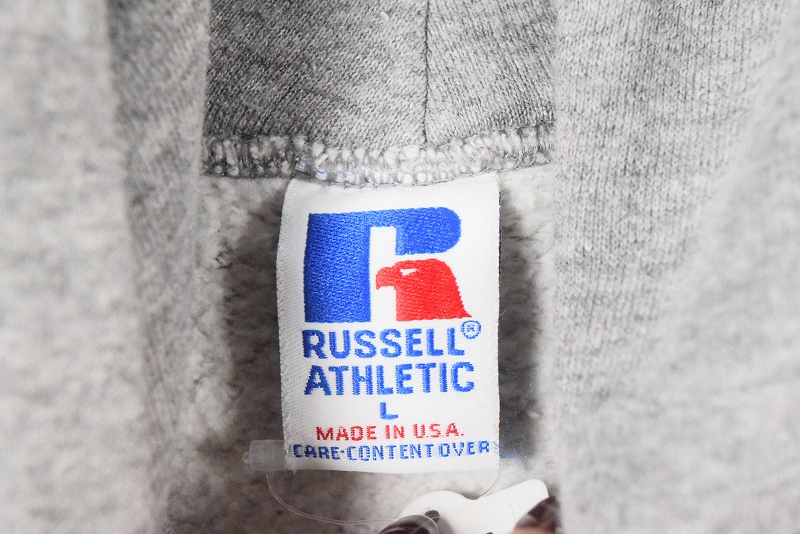 RUSSELL®
ATHLETIC
L
MADE IN U.S.A.
CARE-CONTENT OVER